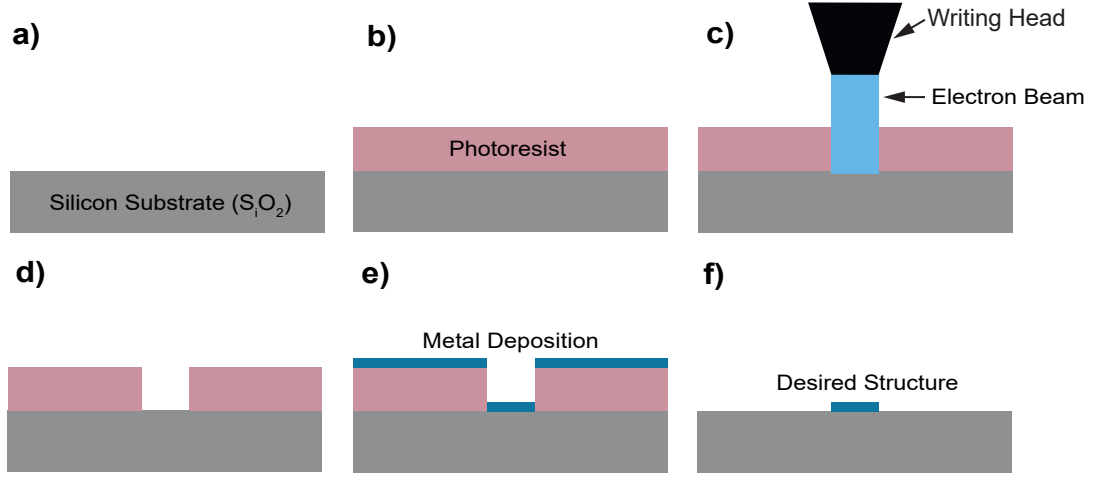 a)
b)
c)
Writing Head
Electron Beam
Photoresist
Silicon Substrate (SᵢO₂)
d)
e)
f)
Metal Deposition
Desired Structure